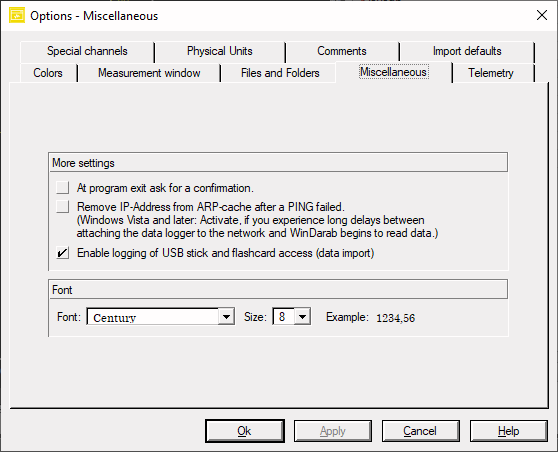 Options - Miscellaneous
Special channels
Physical Units
Comments
Import defaults
Colors
Measurement window
Files and Folders
Miscellaneous
Telemetry
More settings
At program exit ask for a confirmation.
Remove IP-Address from ARP-cache after a PING failed.
(Windows Vista and later: Activate, if you experience long delays between
attaching the data logger to the network and WinDarab begins to read data.)
Enable logging of USB stick and flashcard access (data import)
Font
Font: Century Size: 8 Example: 1234,56
Ok
Apply
Cancel
Help